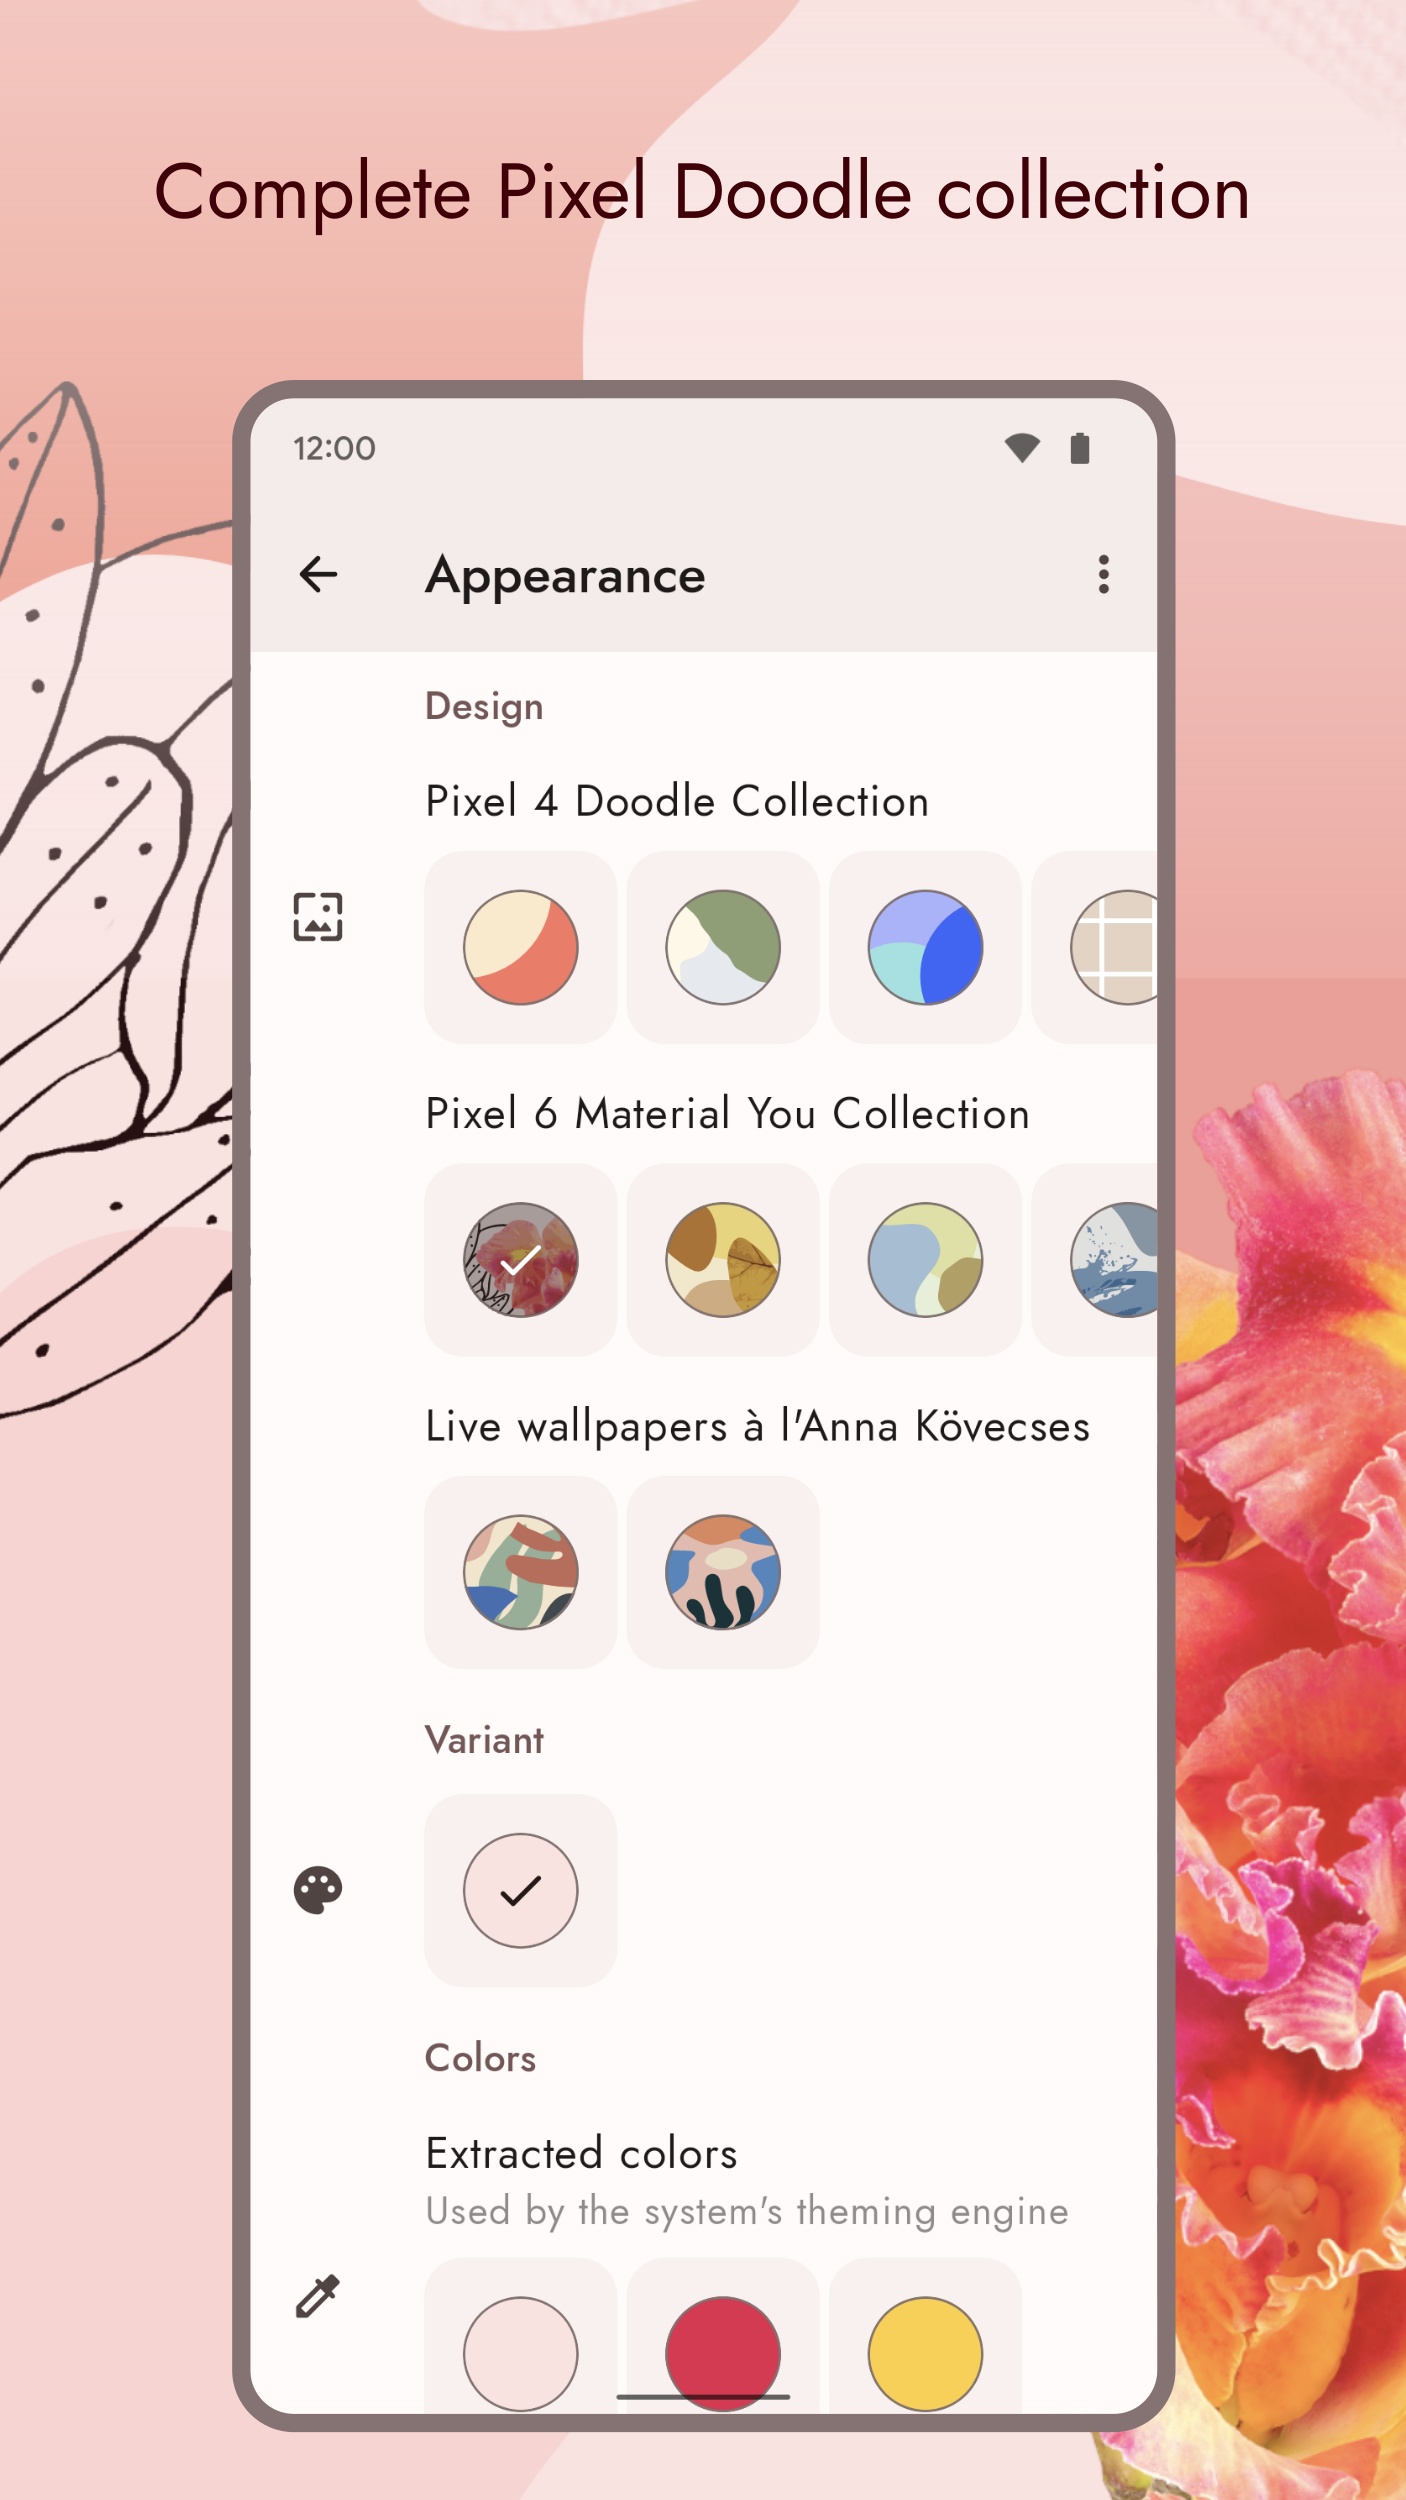 Complete Pixel Doodle collection
12:00
Appearance
Design
Pixel 4 Doodle Collection
Pixel 6 Material You Collection
Live wallpapers à l'Anna Kövecses
Variant
Colors
Extracted colors
Used by the system's theming engine